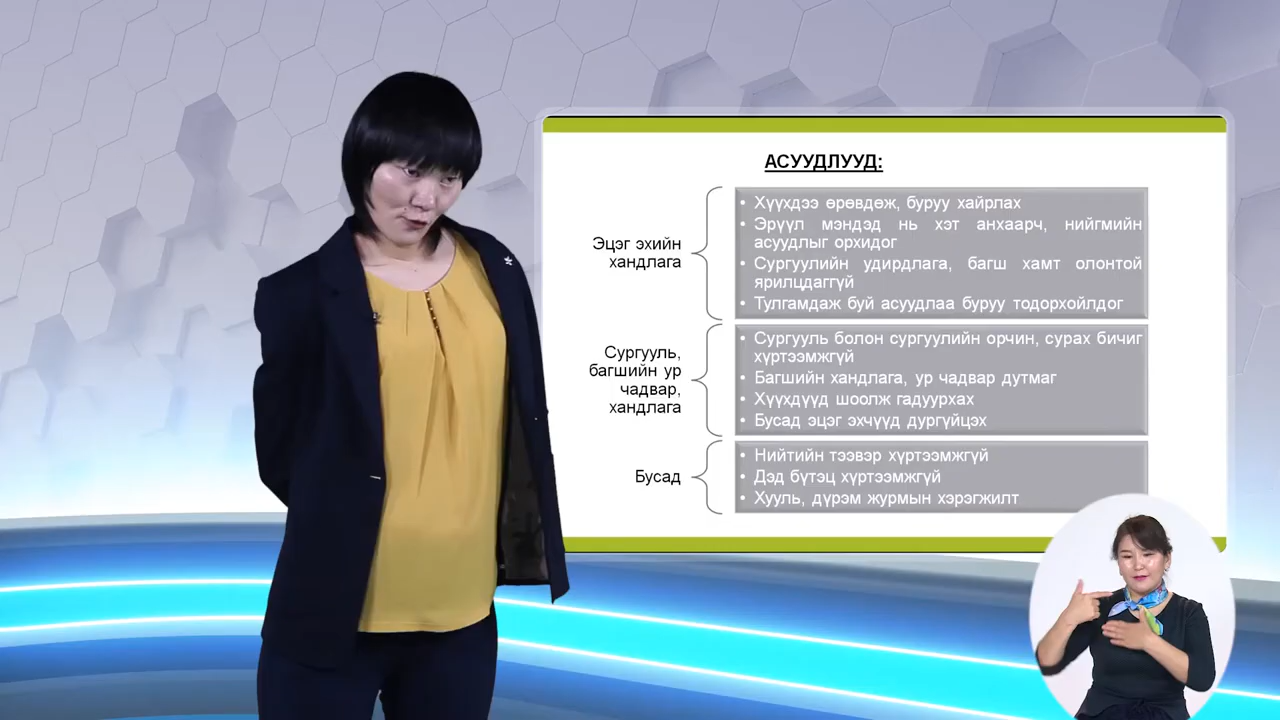 АСУУДЛУУД:
Эцэг эхийн
хандлага
• Хүүхдээ өрөвдөж, буруу хайрлах
• Эрүүл мэндэд нь хэт анхаарч, нийгмийн
асуудлыг орхидог
• Сургуулийн удирдлага, багш хамт олонтой
ярилцдаггүй
• Тулгамдаж буй асуудлаа буруу тодорхойлдог
Сургууль,
багшийн ур
чадвар,
хандлага
• Сургууль болон сургуулийн орчин, сурах бичиг
хүртээмжгүй
• Багшийн хандлага, ур чадвар дутмаг
• Хүүхдүүд шоолж гадуурхах
• Бусад эцэг эхчүүд дургүйцэх
Бусад
• Нийтийн тээвэр хүртээмжгүй
• Дэд бүтэц хүртээмжгүй
• Хууль, дүрэм журмын хэрэгжилт